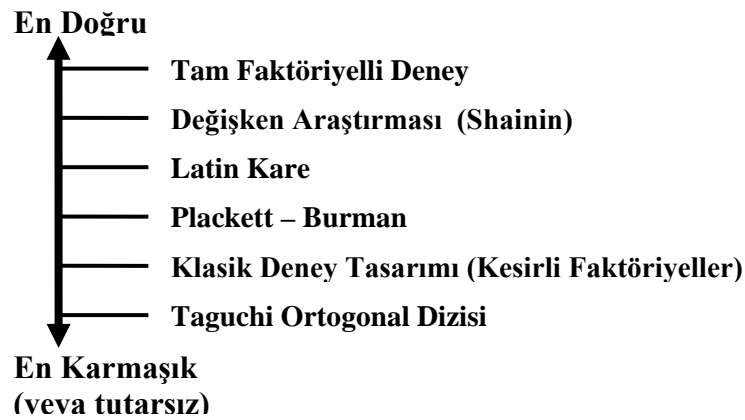 En Doğru
Tam Faktöriyelli Deney
Değişken Araştırması (Shainin)
Latin Kare
Plackett – Burman
Klasik Deney Tasarımı (Kesirli Faktöriyeller)
Taguchi Ortogonal Dizisi
En Karmaşık
(veya tutarsız)